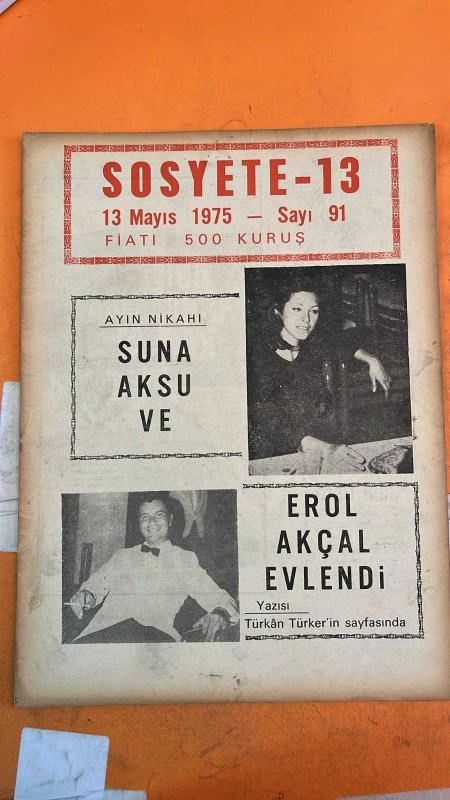 SOSYETE-13
13 Mayıs 1975 — Sayı 91
FİATI 500 KURUŞ
AYIN NİKAHI
SUNA
AKSU
VE
EROL
AKÇAL
EVLENDİ
Yazısı
Türkân Türker'in sayfasında